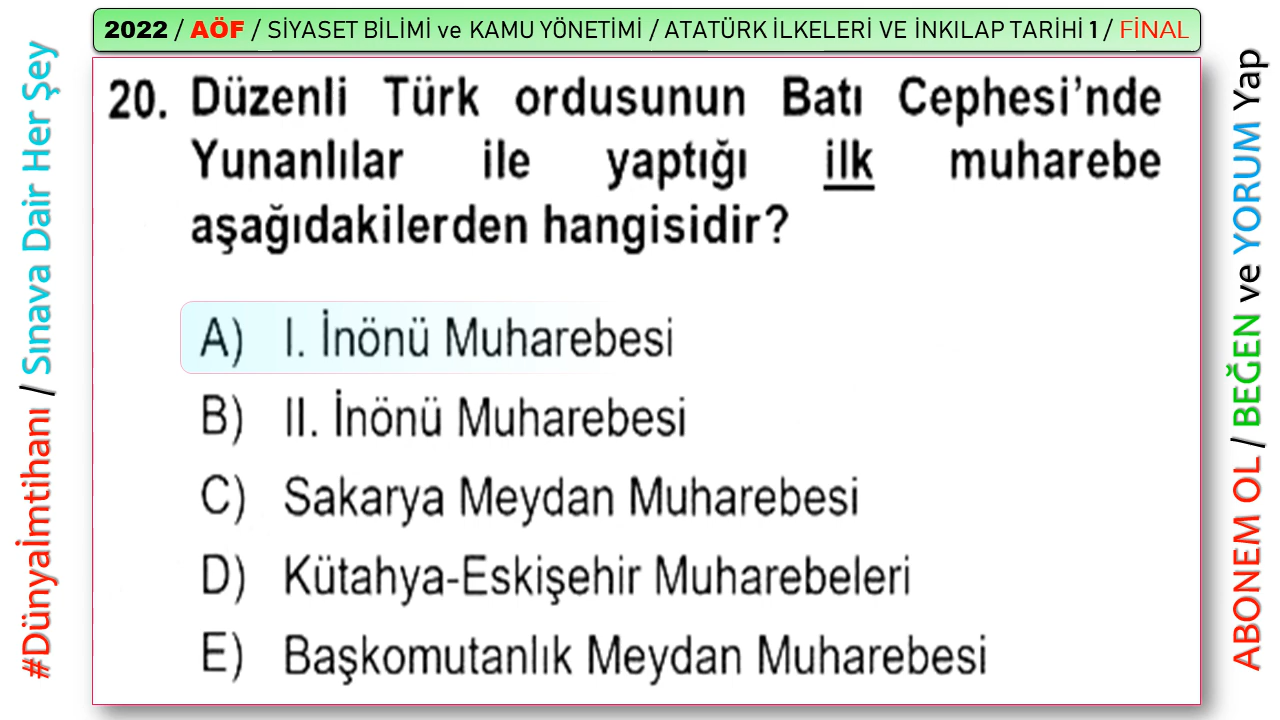 2022 / AÖF / SİYASET BİLİMİ ve KAMU YÖNETİMİ / ATATÜRK İLKELERİ VE İNKILAP TARİHİ 1 / FİNAL
#Dünyaİmtihanı / Sınava Dair Her Şey
20. Düzenli Türk ordusunun Batı Cephesi'nde
Yunanlılar ile yaptığı ilk muharebe
aşağıdakilerden hangisidir?
A) I. İnönü Muharebesi
B) II. İnönü Muharebesi
C) Sakarya Meydan Muharebesi
D) Kütahya-Eskişehir Muharebeleri
E) Başkomutanlık Meydan Muharebesi
ABONEM OL / BEĞEN ve YORUM Yap